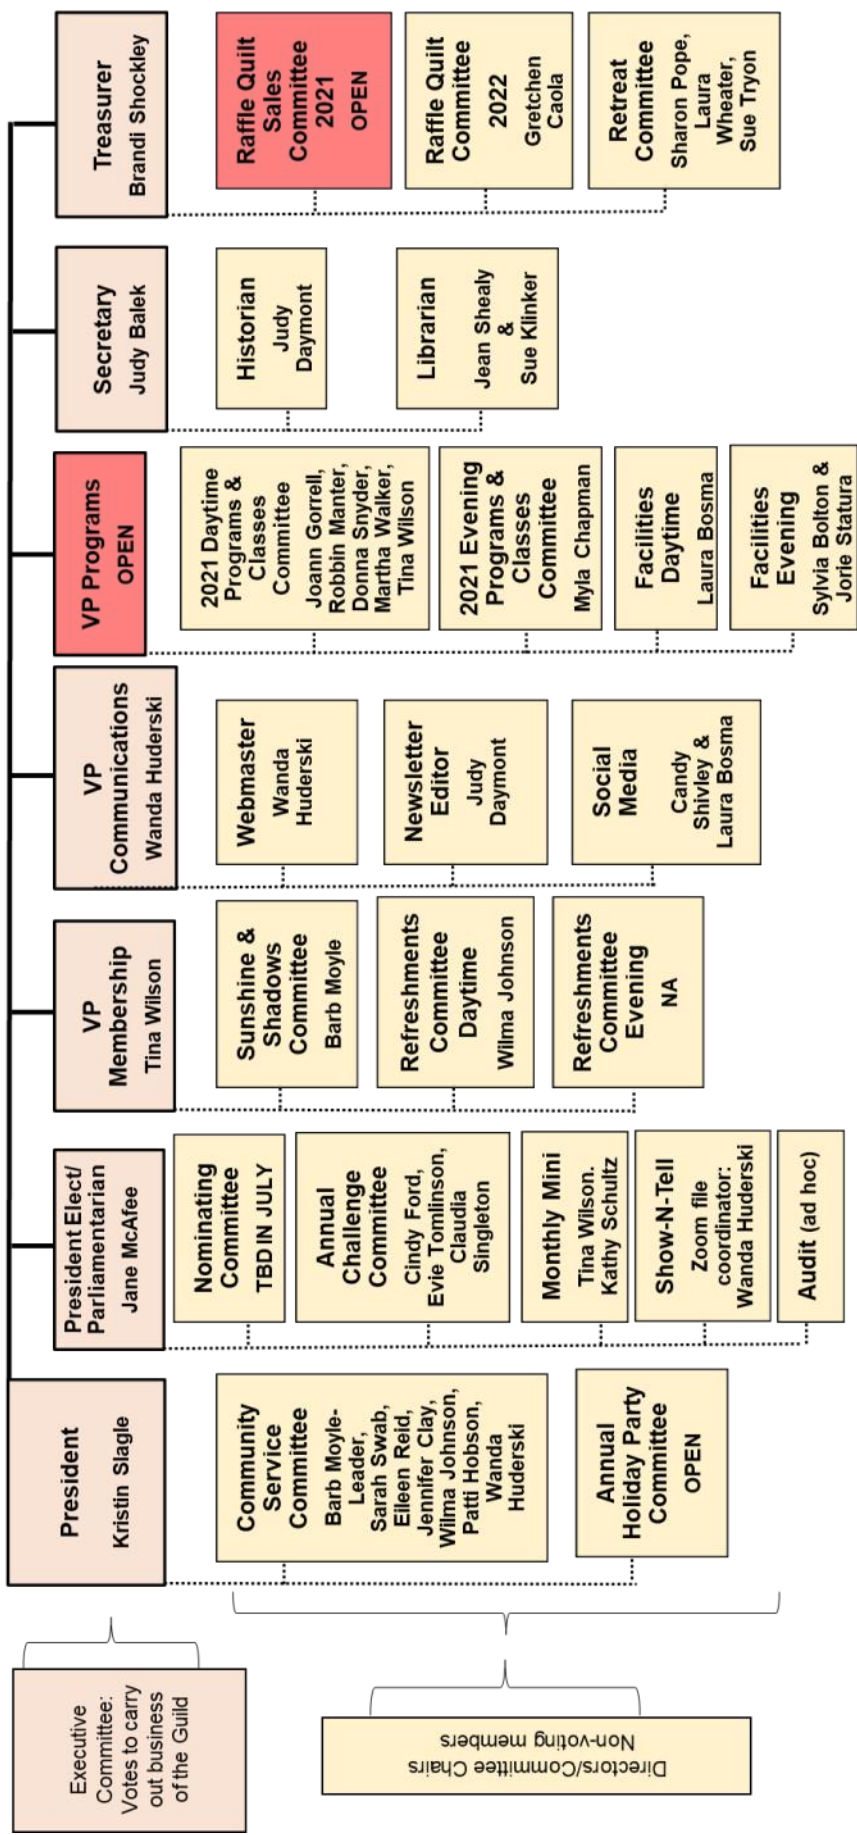 Executive
Committee:
Votes to carry
out business
of the Guild
Directors/Committee Chairs
Non-voting members
President
Kristin Slagle
Community
Service
Committee
Barb Moyle-
Leader,
Sarah Swab,
Eileen Reid,
Jennifer Clay,
Wilma Johnson,
Patti Hobson,
Wanda
Huderski
Annual
Holiday Party
Committee
OPEN
President Elect/
Parliamentarian
Jane McAfee
Nominating
Committee
TBD IN JULY
Annual
Challenge
Committee
Cindy Ford,
Evie Tomlinson,
Claudia
Singleton
Monthly Mini
Tina Wilson.
Kathy Schultz
Show-N-Tell
Zoom file
coordinator:
Wanda Huderski
Audit (ad hoc)
VP
Membership
Tina Wilson
Sunshine &
Shadows
Committee
Barb Moyle
Refreshments
Committee
Daytime
Wilma Johnson
Refreshments
Committee
Evening
NA
VP
Communications
Wanda Huderski
Webmaster
Wanda
Huderski
Newsletter
Editor
Judy
Daymont
Social
Media
Candy
Shivley &
Laura Bosma
VP Programs
OPEN
2021 Daytime
Programs &
Classes
Committee
Joann Gorrell,
Robbin Manter,
Donna Snyder,
Martha Walker,
Tina Wilson
2021 Evening
Programs &
Classes
Committee
Myla Chapman
Facilities
Daytime
Laura Bosma
Facilities
Evening
Sylvia Bolton &
Jorie Statura
Secretary
Judy Balek
Historian
Judy
Daymont
Librarian
Jean Shealy
&
Sue Klinker
Treasurer
Brandi Shockley
Raffle Quilt
Sales
Committee
2021
OPEN
Raffle Quilt
Committee
2022
Gretchen
Caola
Retreat
Committee
Sharon Pope,
Laura
Wheater,
Sue Tryon